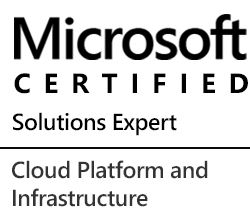 Microsoft
CERTIFIED
Solutions Expert
Cloud Platform and
Infrastructure